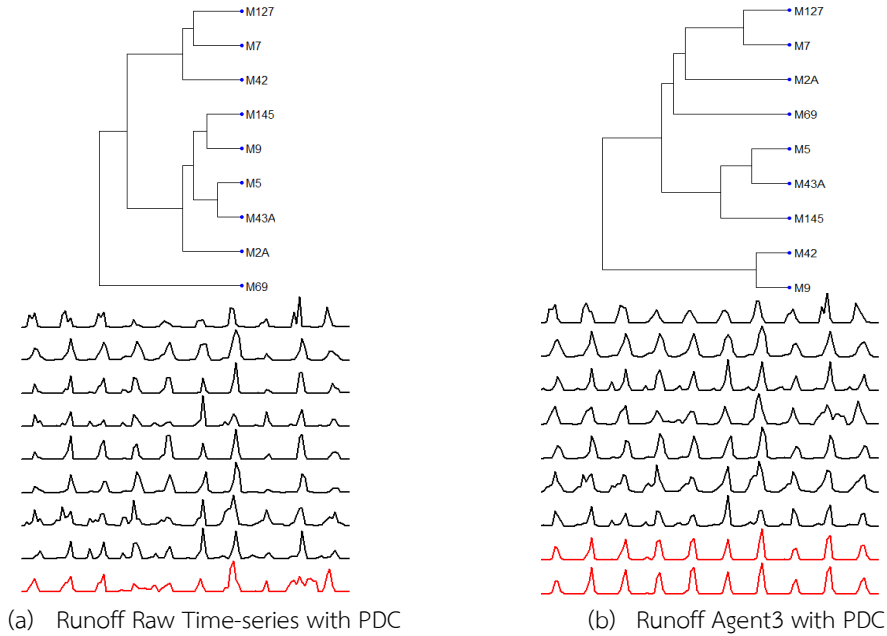 M127
M7
M42
M145
M9
M5
M43A
M2A
M69
(a) Runoff Raw Time-series with PDC
M127
M7
M2A
M69
M5
M43A
M145
M42
M9
(b) Runoff Agent3 with PDC